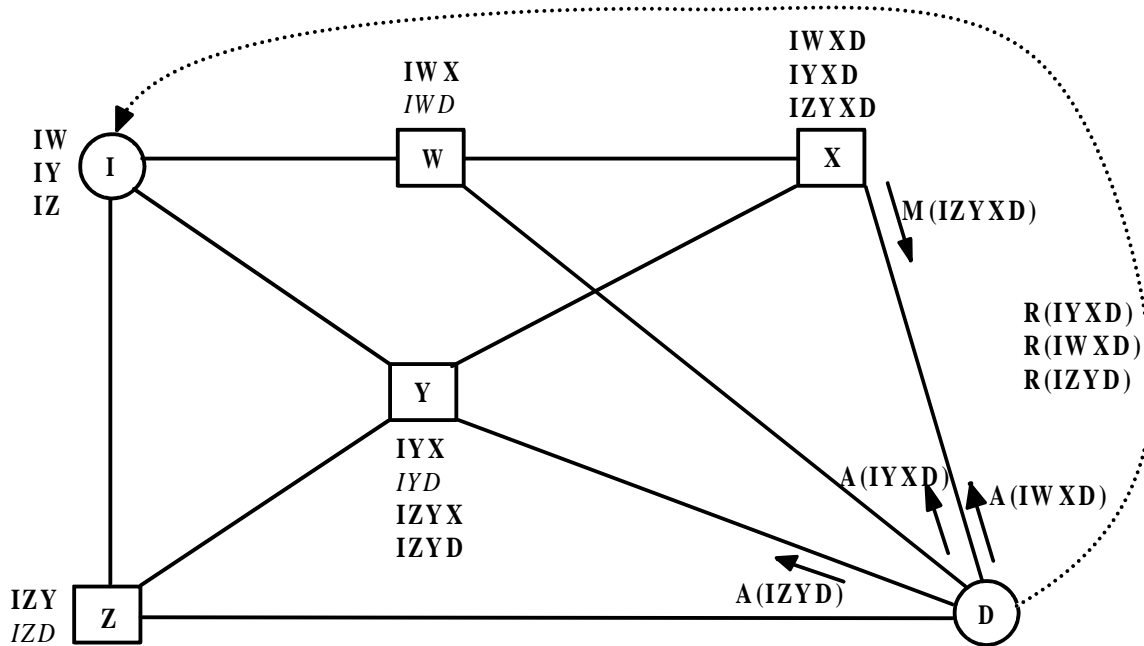 IWXD
IYXD
IZYXD
IWX
IWD
IW
IY
IZ
I
W
X
M(IZYXD)
R(IYXD)
R(IWXD)
R(IZYD)
Y
IYX
IYD
IZYX
IZYD
A(IYXD)
A(IWXD)
A(IZYD)
IZY
IZD
Z
D